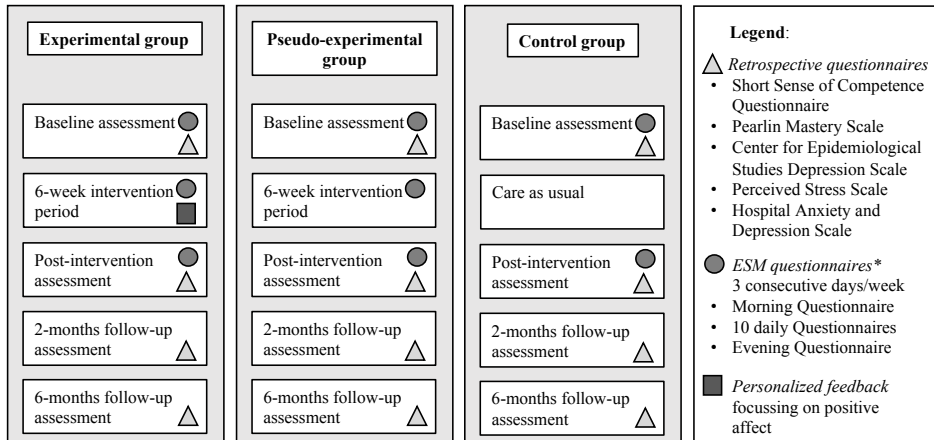 Experimental group
Baseline assessment
6-week intervention
period
Post-intervention
assessment
2-months follow-up
assessment
6-months follow-up
assessment
Pseudo-experimental
group
Baseline assessment
6-week intervention
period
Post-intervention
assessment
2-months follow-up
assessment
6-months follow-up
assessment
Control group
Baseline assessment
Care as usual
Post-intervention
assessment
2-months follow-up
assessment
6-months follow-up
assessment
Legend:
Retrospective questionnaires
• Short Sense of Competence
Questionnaire
• Pearlin Mastery Scale
• Center for Epidemiological
Studies Depression Scale
• Perceived Stress Scale
• Hospital Anxiety and
Depression Scale
ESM questionnaires*
3 consecutive days/week
• Morning Questionnaire
• 10 daily Questionnaires
• Evening Questionnaire
Personalized feedback
focussing on positive
affect